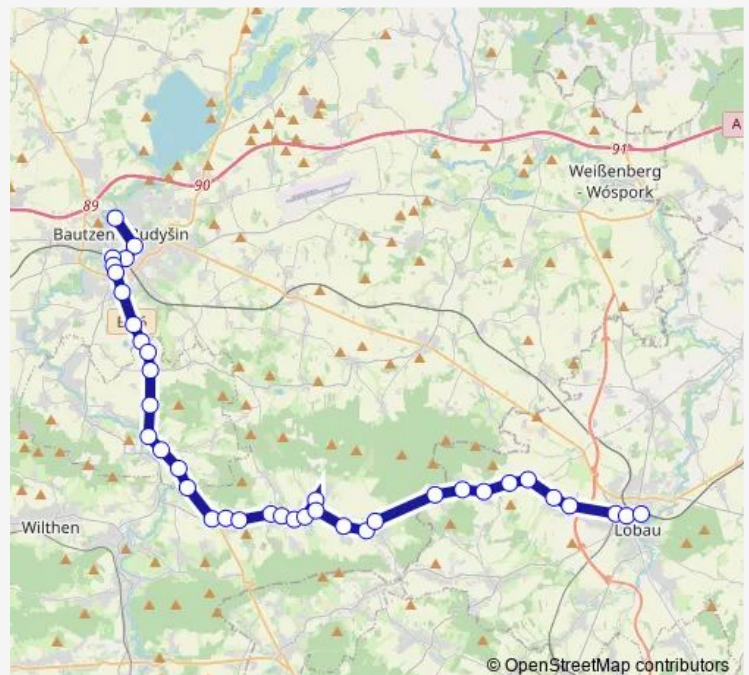 A
91
Weißenberg
- Wóspork
90
89
Bautzen
Budyšin
Wilthen
Löbau
© OpenStreetMap contributors